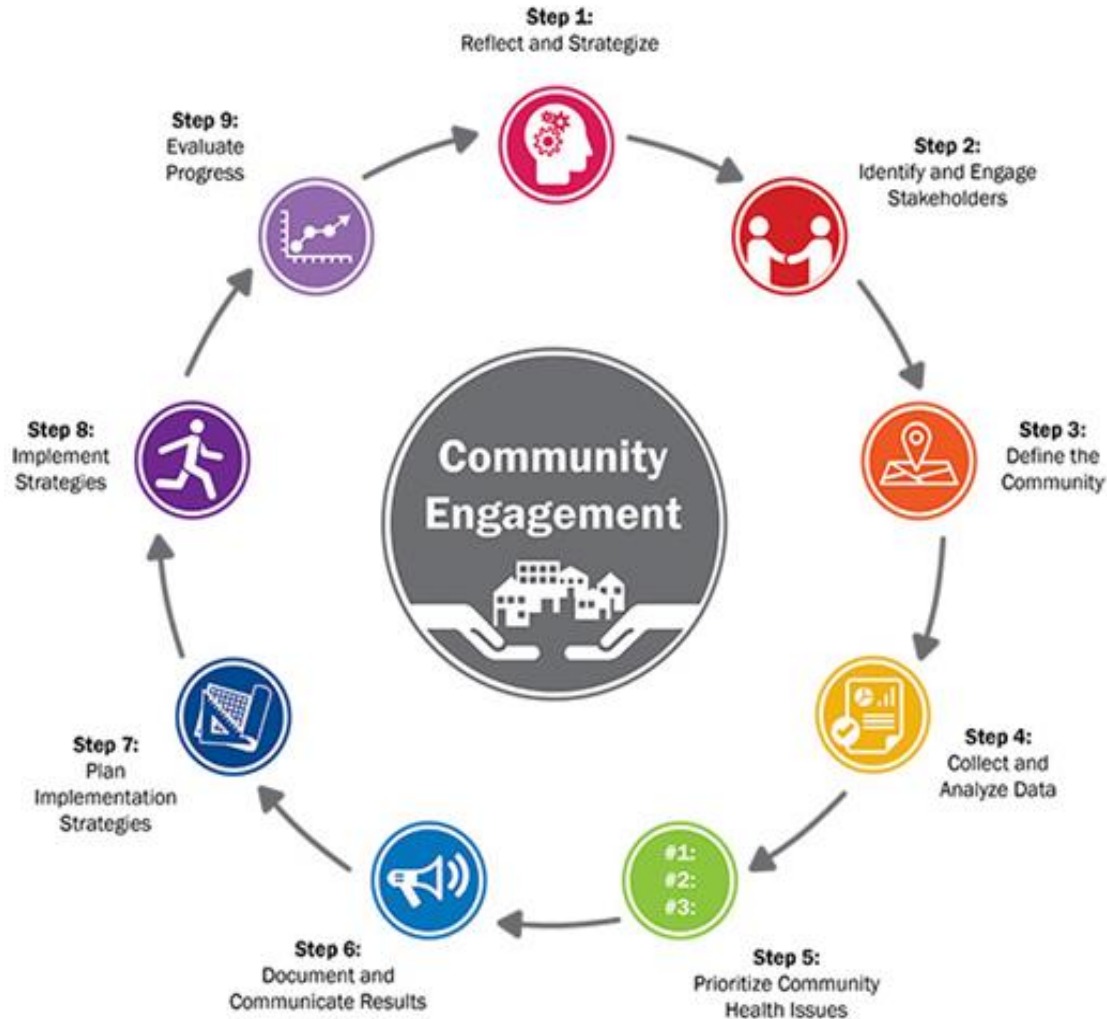 Step 1:
Reflect and Strategize
Step 2:
Identify and Engage
Stakeholders
Step 3:
Define the
Community
Step 4:
Collect and
Analyze Data
Step 5:
Prioritize Community
Health Issues
#1:
#2:
#3:
Step 6:
Document and
Communicate Results
Step 7:
Plan
Implementation
Strategies
Step 8:
Implement
Strategies
Step 9:
Evaluate
Progress
Community
Engagement